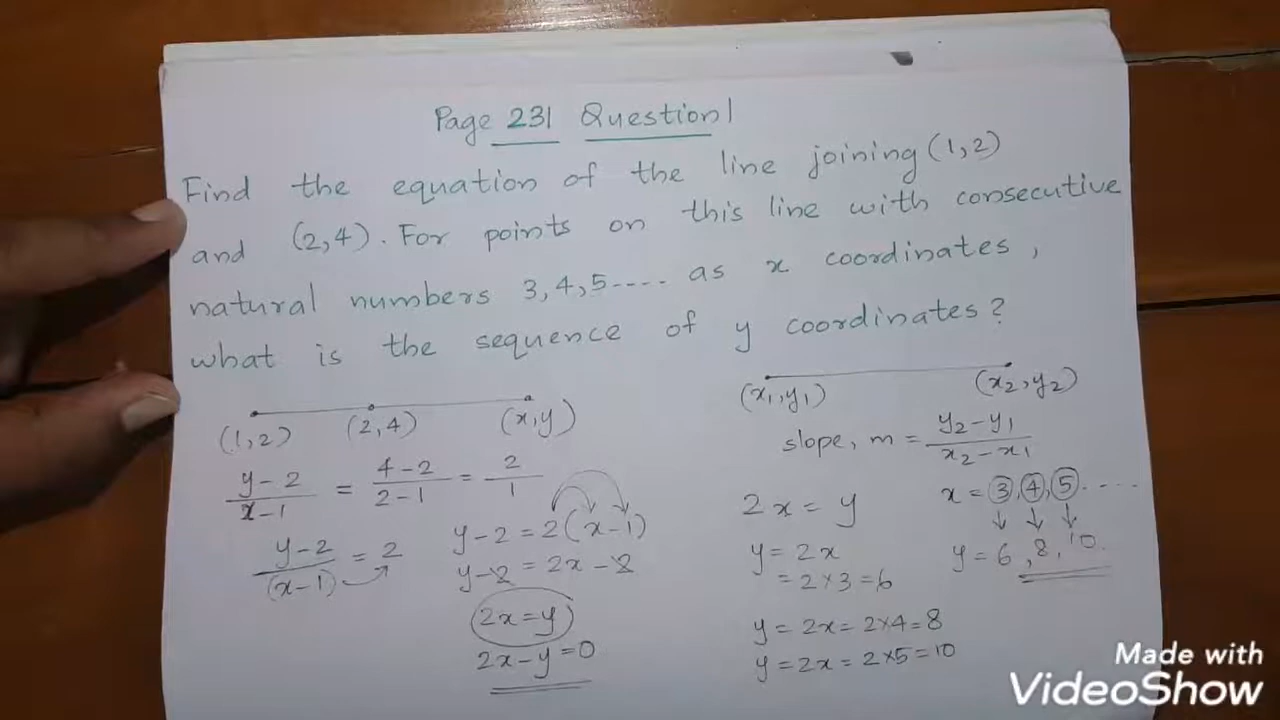 Page 231 Question 1
Find the equation of the line joining (1,2)
and (2,4). For points on this line with consecutive
natural numbers 3,4,5.... as x coordinates,
what is the sequence of y coordinates?
(1,2) (2,4) (x,y)
y-2/x-1 = 4-2/2-1 = 2/1
y-2/(x-1) = 2
y-2 = 2(x-1)
y-2 = 2x-2
2x=y
2x-y=0
(x₁,y₁) (x₂,y₂)
slope, m = y₂-y₁/x₂-x₁
2x = y
y = 2x
= 2×3 = 6
y = 2x = 2×4 = 8
y = 2x = 2×5 = 10
x = 3,4,5.....
y = 6,8,10.
Made with
VideoShow